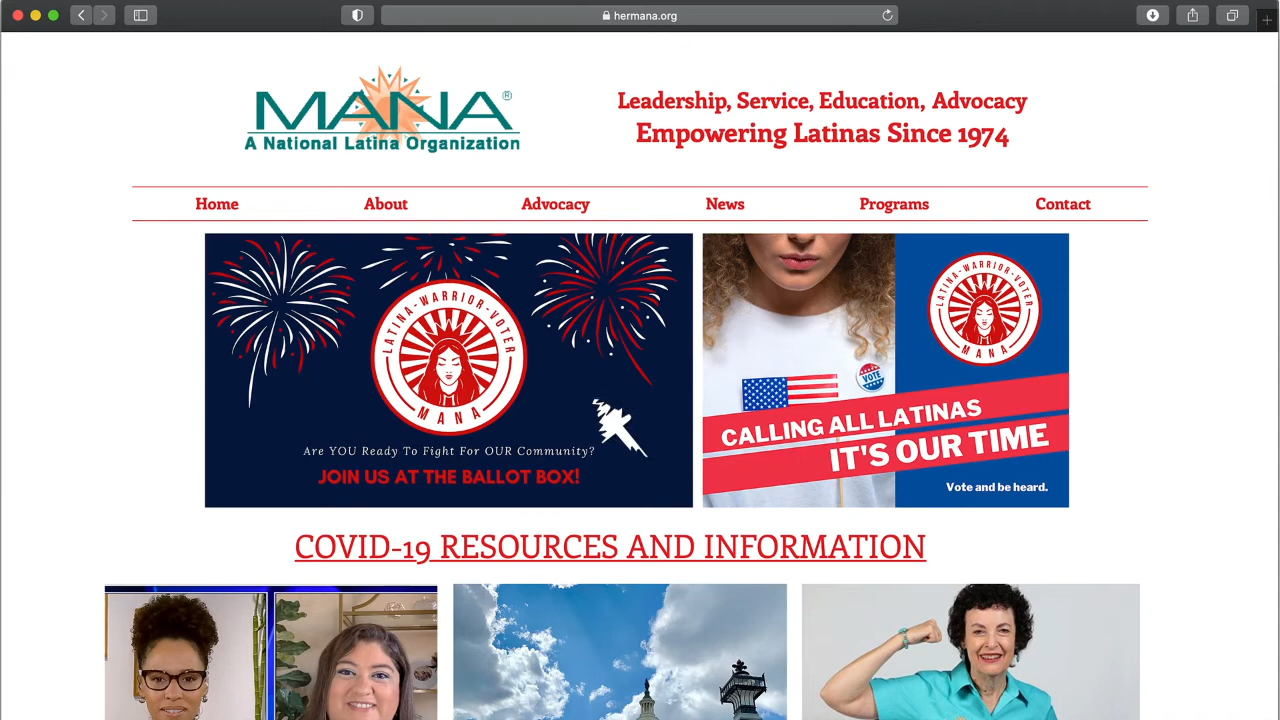 hermana.org
MANA®
A National Latina Organization
Leadership, Service, Education, Advocacy
Empowering Latinas Since 1974
Home About Advocacy News Programs Contact
LATINA-WARRIOR-VOTER
MANA
Are YOU Ready To Fight For OUR Community?
JOIN US AT THE BALLOT BOX!
VOTE
LATINA-WARRIOR-VOTER
MANA
CALLING ALL LATINAS
IT'S OUR TIME
Vote and be heard.
COVID-19 RESOURCES AND INFORMATION